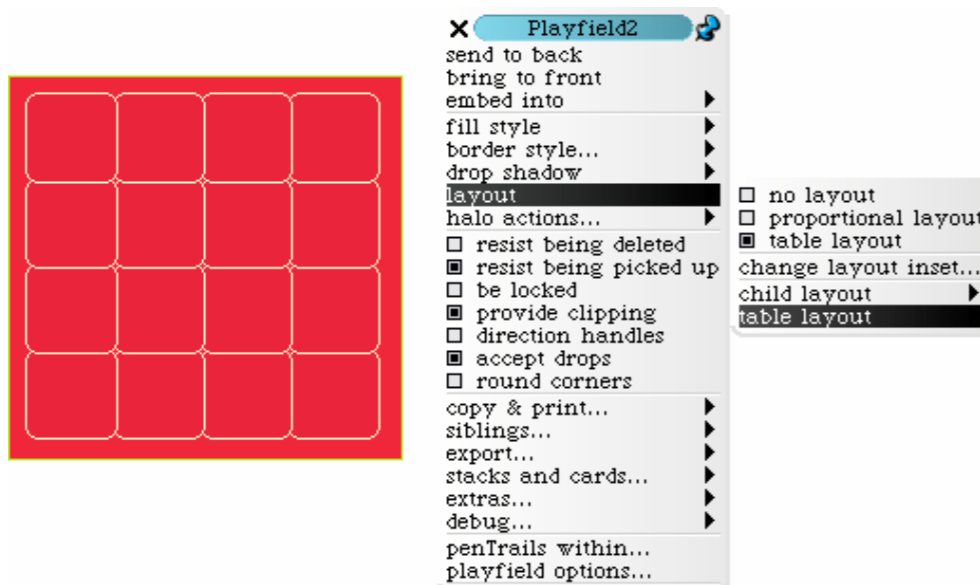 Playfield2
send to back
bring to front
embed into
fill style
border style...
drop shadow
layout
halo actions...
resist being deleted
resist being picked up
be locked
provide clipping
direction handles
accept drops
round corners
copy & print...
siblings...
export...
stacks and cards...
extras...
debug...
penTrails within...
playfield options...
no layout
proportional layout
table layout
change layout inset...
child layout
table layout